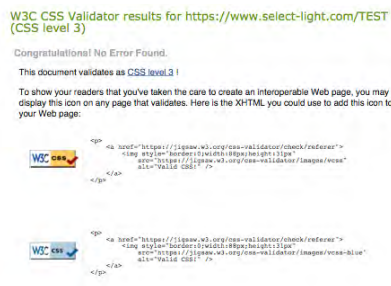 W3C CSS Validator results for https://www.select-light.com/TEST
(CSS level 3)
Congratulations! No Error Found.
This document validates as CSS level 3 !
To show your readers that you've taken the care to create an interoperable Web page, you may
display this icon on any page that validates. Here is the XHTML you could use to add this icon to
your Web page:
<p>
<a href="https://jigsaw.w3.org/css-validator/check/referer">
<img style="border:0;width:88px;height:31px"
src="https://jigsaw.w3.org/css-validator/images/vcss"
alt="Valid CSS!" />
</a>
</p>
W3C css
<p>
<a href="https://jigsaw.w3.org/css-validator/check/referer">
<img style="border:0;width:88px;height:31px"
src="https://jigsaw.w3.org/css-validator/images/vcss-blue"
alt="Valid CSS!" />
</a>
</p>
W3C css